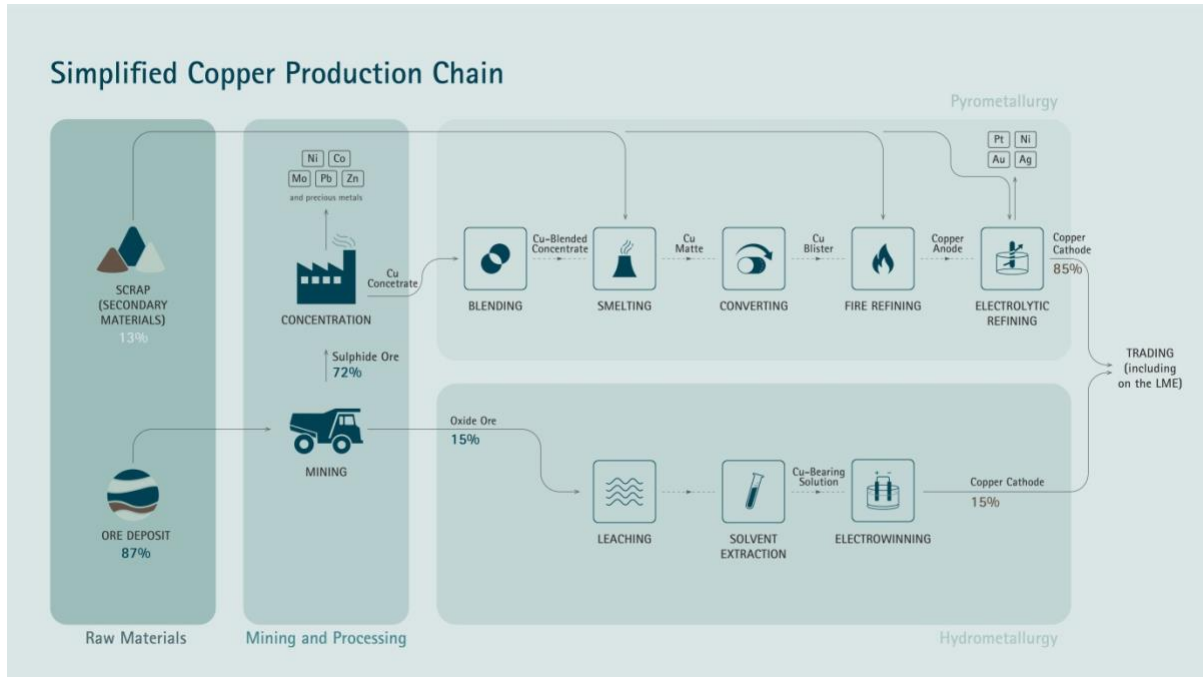 Simplified Copper Production Chain
Pyrometallurgy
Ni Co
Mo Pb Zn
and precious metals
Pt Ni
Au Ag
SCRAP
(SECONDARY
MATERIALS)
13%
Cu
Concetrate
CONCENTRATION
Cu-Blended
Concentrate
Cu
Matte
Cu
Blister
Copper
Anode
Copper
Cathode
85%
BLENDING
SMELTING
CONVERTING
FIRE REFINING
ELECTROLYTIC
REFINING
Sulphide Ore
72%
TRADING
(including
on the LME)
ORE DEPOSIT
87%
MINING
Oxide Ore
15%
Cu-Bearing
Solution
Copper Cathode
15%
LEACHING
SOLVENT
EXTRACTION
ELECTROWINNING
Raw Materials
Mining and Processing
Hydrometallurgy